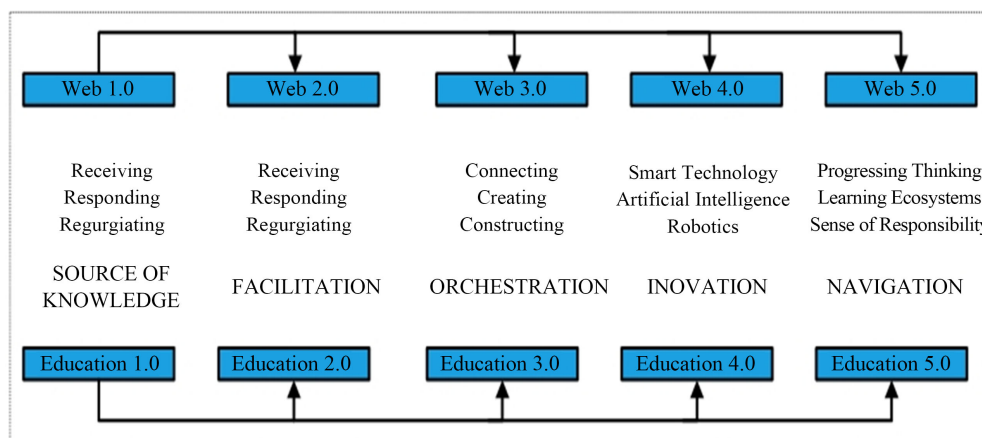 Web 1.0
Web 2.0
Web 3.0
Web 4.0
Web 5.0
Receiving
Responding
Regurgiating
Receiving
Responding
Regurgiating
Connecting
Creating
Constructing
Smart Technology
Artificial Intelligence
Robotics
Progressing Thinking
Learning Ecosystems
Sense of Responsibility
SOURCE OF
KNOWLEDGE
FACILITATION
ORCHESTRATION
INOVATION
NAVIGATION
Education 1.0
Education 2.0
Education 3.0
Education 4.0
Education 5.0